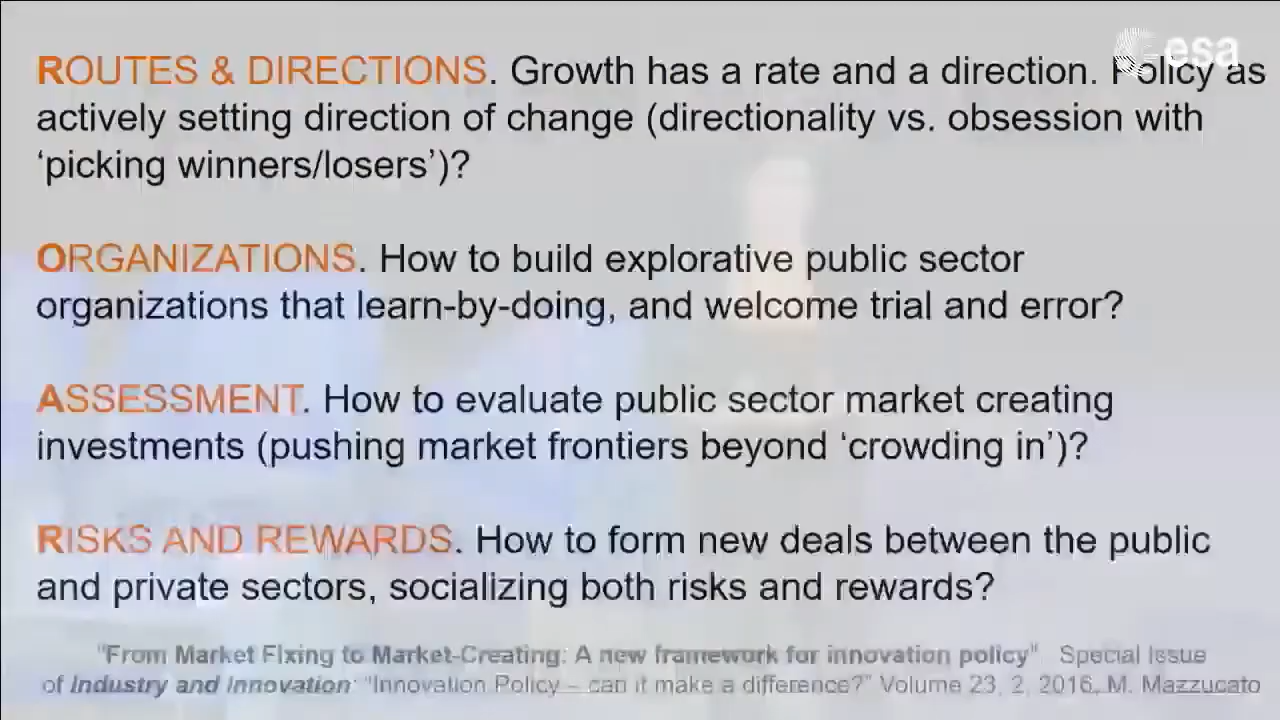 esa
ROUTES & DIRECTIONS. Growth has a rate and a direction. Policy as
actively setting direction of change (directionality vs. obsession with
‘picking winners/losers’)?
ORGANIZATIONS. How to build explorative public sector
organizations that learn-by-doing, and welcome trial and error?
ASSESSMENT. How to evaluate public sector market creating
investments (pushing market frontiers beyond ‘crowding in’)?
RISKS AND REWARDS. How to form new deals between the public
and private sectors, socializing both risks and rewards?
"From Market Fixing to Market-Creating: A new framework for innovation policy" Special Issue
of Industry and Innovation: “Innovation Policy – can it make a difference?” Volume 23, 2, 2016, M. Mazzucato